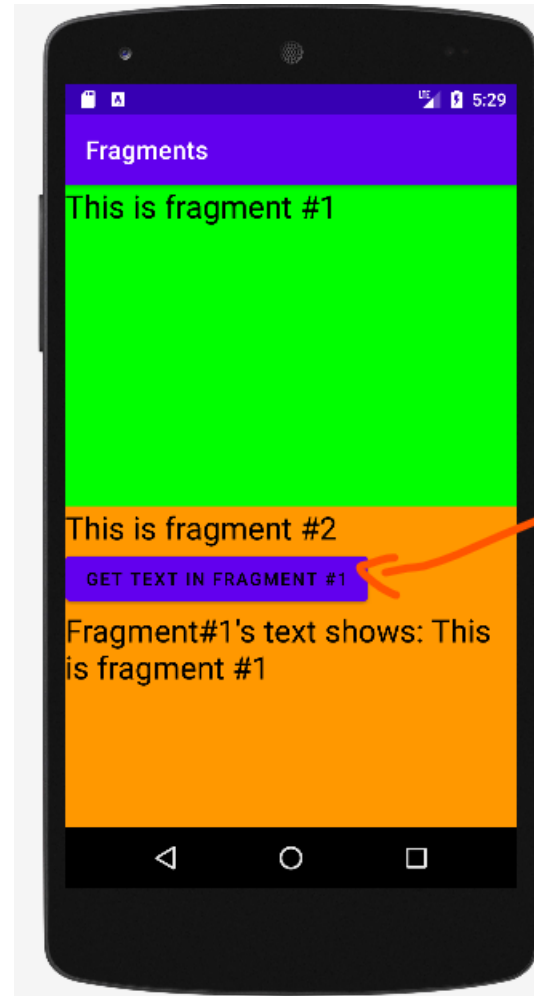 LTE 5:29
Fragments
This is fragment #1
This is fragment #2
GET TEXT IN FRAGMENT #1
Fragment#1's text shows: This
is fragment #1